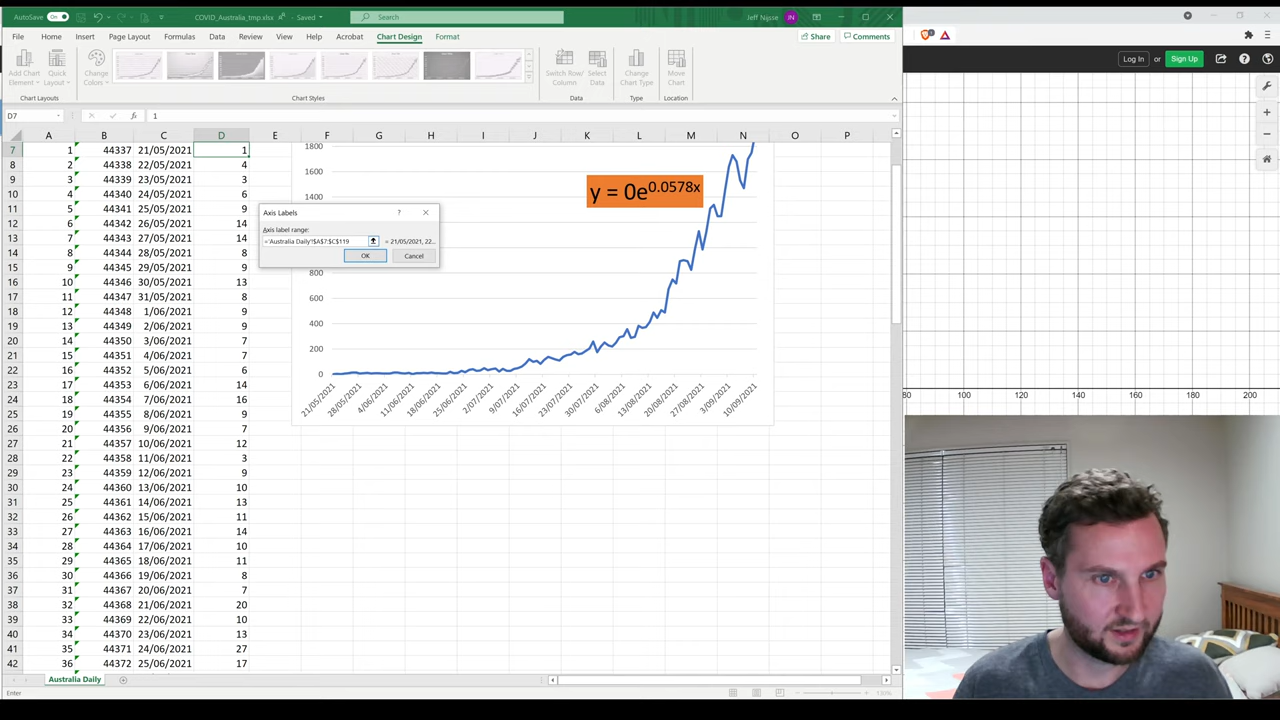 AutoSave On COVID_Australia_tmp.xlsx - Saved Search Jeff Nijsse JN
File Home Insert Page Layout Formulas Data Review View Help Acrobat Chart Design Format Share Comments
Log In or Sign Up
Add Chart Element Quick Layout Change Colors Switch Row/Column Select Data Change Chart Type Move Chart
Chart Layouts Chart Styles Data Type Location
D7 fx 1
A B C D E F G H I J K L M N O P
7 1 44337 21/05/2021 1
8 2 44338 22/05/2021 4
9 3 44339 23/05/2021 3
10 4 44340 24/05/2021 6
11 5 44341 25/05/2021 9
12 6 44342 26/05/2021 14
13 7 44343 27/05/2021 14
14 8 44344 28/05/2021 8
15 9 44345 29/05/2021 9
16 10 44346 30/05/2021 13
17 11 44347 31/05/2021 8
18 12 44348 1/06/2021 9
19 13 44349 2/06/2021 9
20 14 44350 3/06/2021 7
21 15 44351 4/06/2021 7
22 16 44352 5/06/2021 6
23 17 44353 6/06/2021 14
24 18 44354 7/06/2021 16
25 19 44355 8/06/2021 9
26 20 44356 9/06/2021 7
27 21 44357 10/06/2021 12
28 22 44358 11/06/2021 3
29 23 44359 12/06/2021 9
30 24 44360 13/06/2021 10
31 25 44361 14/06/2021 13
32 26 44362 15/06/2021 11
33 27 44363 16/06/2021 14
34 28 44364 17/06/2021 10
35 29 44365 18/06/2021 11
36 30 44366 19/06/2021 8
37 31 44367 20/06/2021 7
38 32 44368 21/06/2021 20
39 33 44369 22/06/2021
40 34 44370 23/06/2021 13
41 35 44371 24/06/2021
42 36 44372 25/06/2021 17
Axis Labels ?
Axis label range:
='Australia Daily'!$A$7:$C$119 = 21/05/2021, 22...
OK Cancel
y = 0e0.0578x
1800
1600
1400
1200
800
600
400
200
0
21/05/2021 28/05/2021 4/06/2021 11/06/2021 18/06/2021 25/06/2021 2/07/2021 9/07/2021 16/07/2021 23/07/2021 30/07/2021 6/08/2021 13/08/2021 20/08/2021 27/08/2021 3/09/2021 10/09/2021
80 100 120 140 160 180 200
Australia Daily
Enter 130%